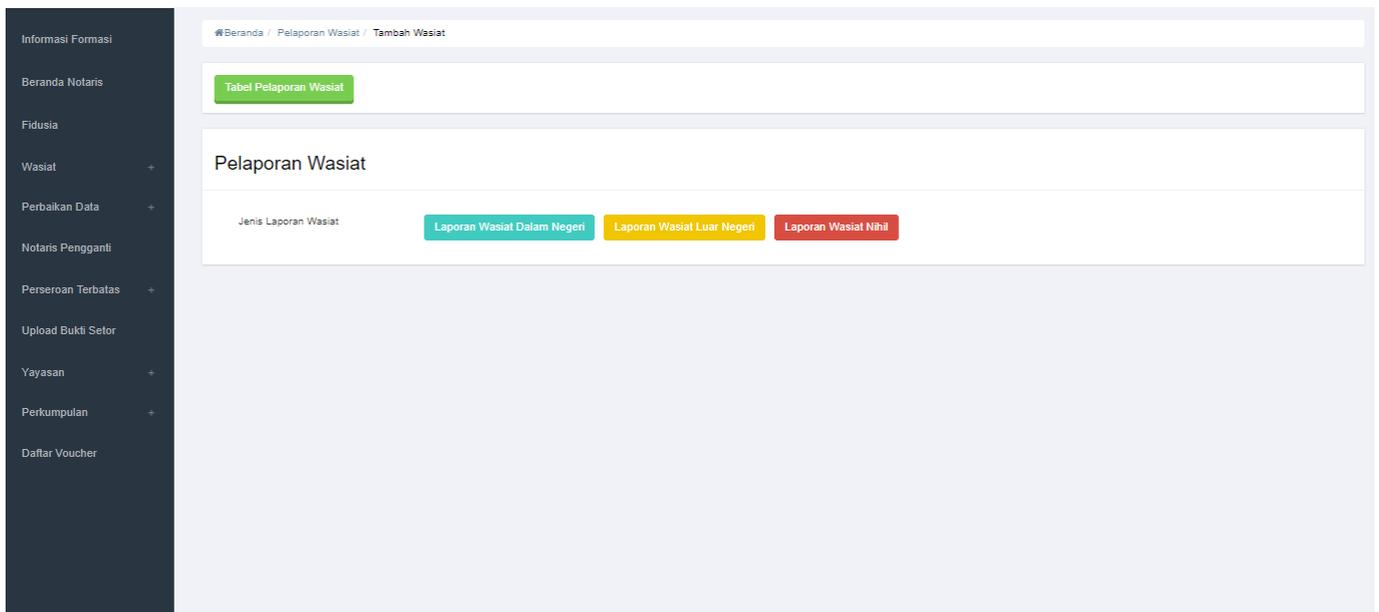 Informasi Formasi
Beranda Notaris
Fidusia
Wasiat +
Perbaikan Data +
Notaris Pengganti
Perseroan Terbatas +
Upload Bukti Setor
Yayasan +
Perkumpulan +
Daftar Voucher
Beranda / Pelaporan Wasiat / Tambah Wasiat
Tabel Pelaporan Wasiat
Pelaporan Wasiat
Jenis Laporan Wasiat Laporan Wasiat Dalam Negeri Laporan Wasiat Luar Negeri Laporan Wasiat Nihil